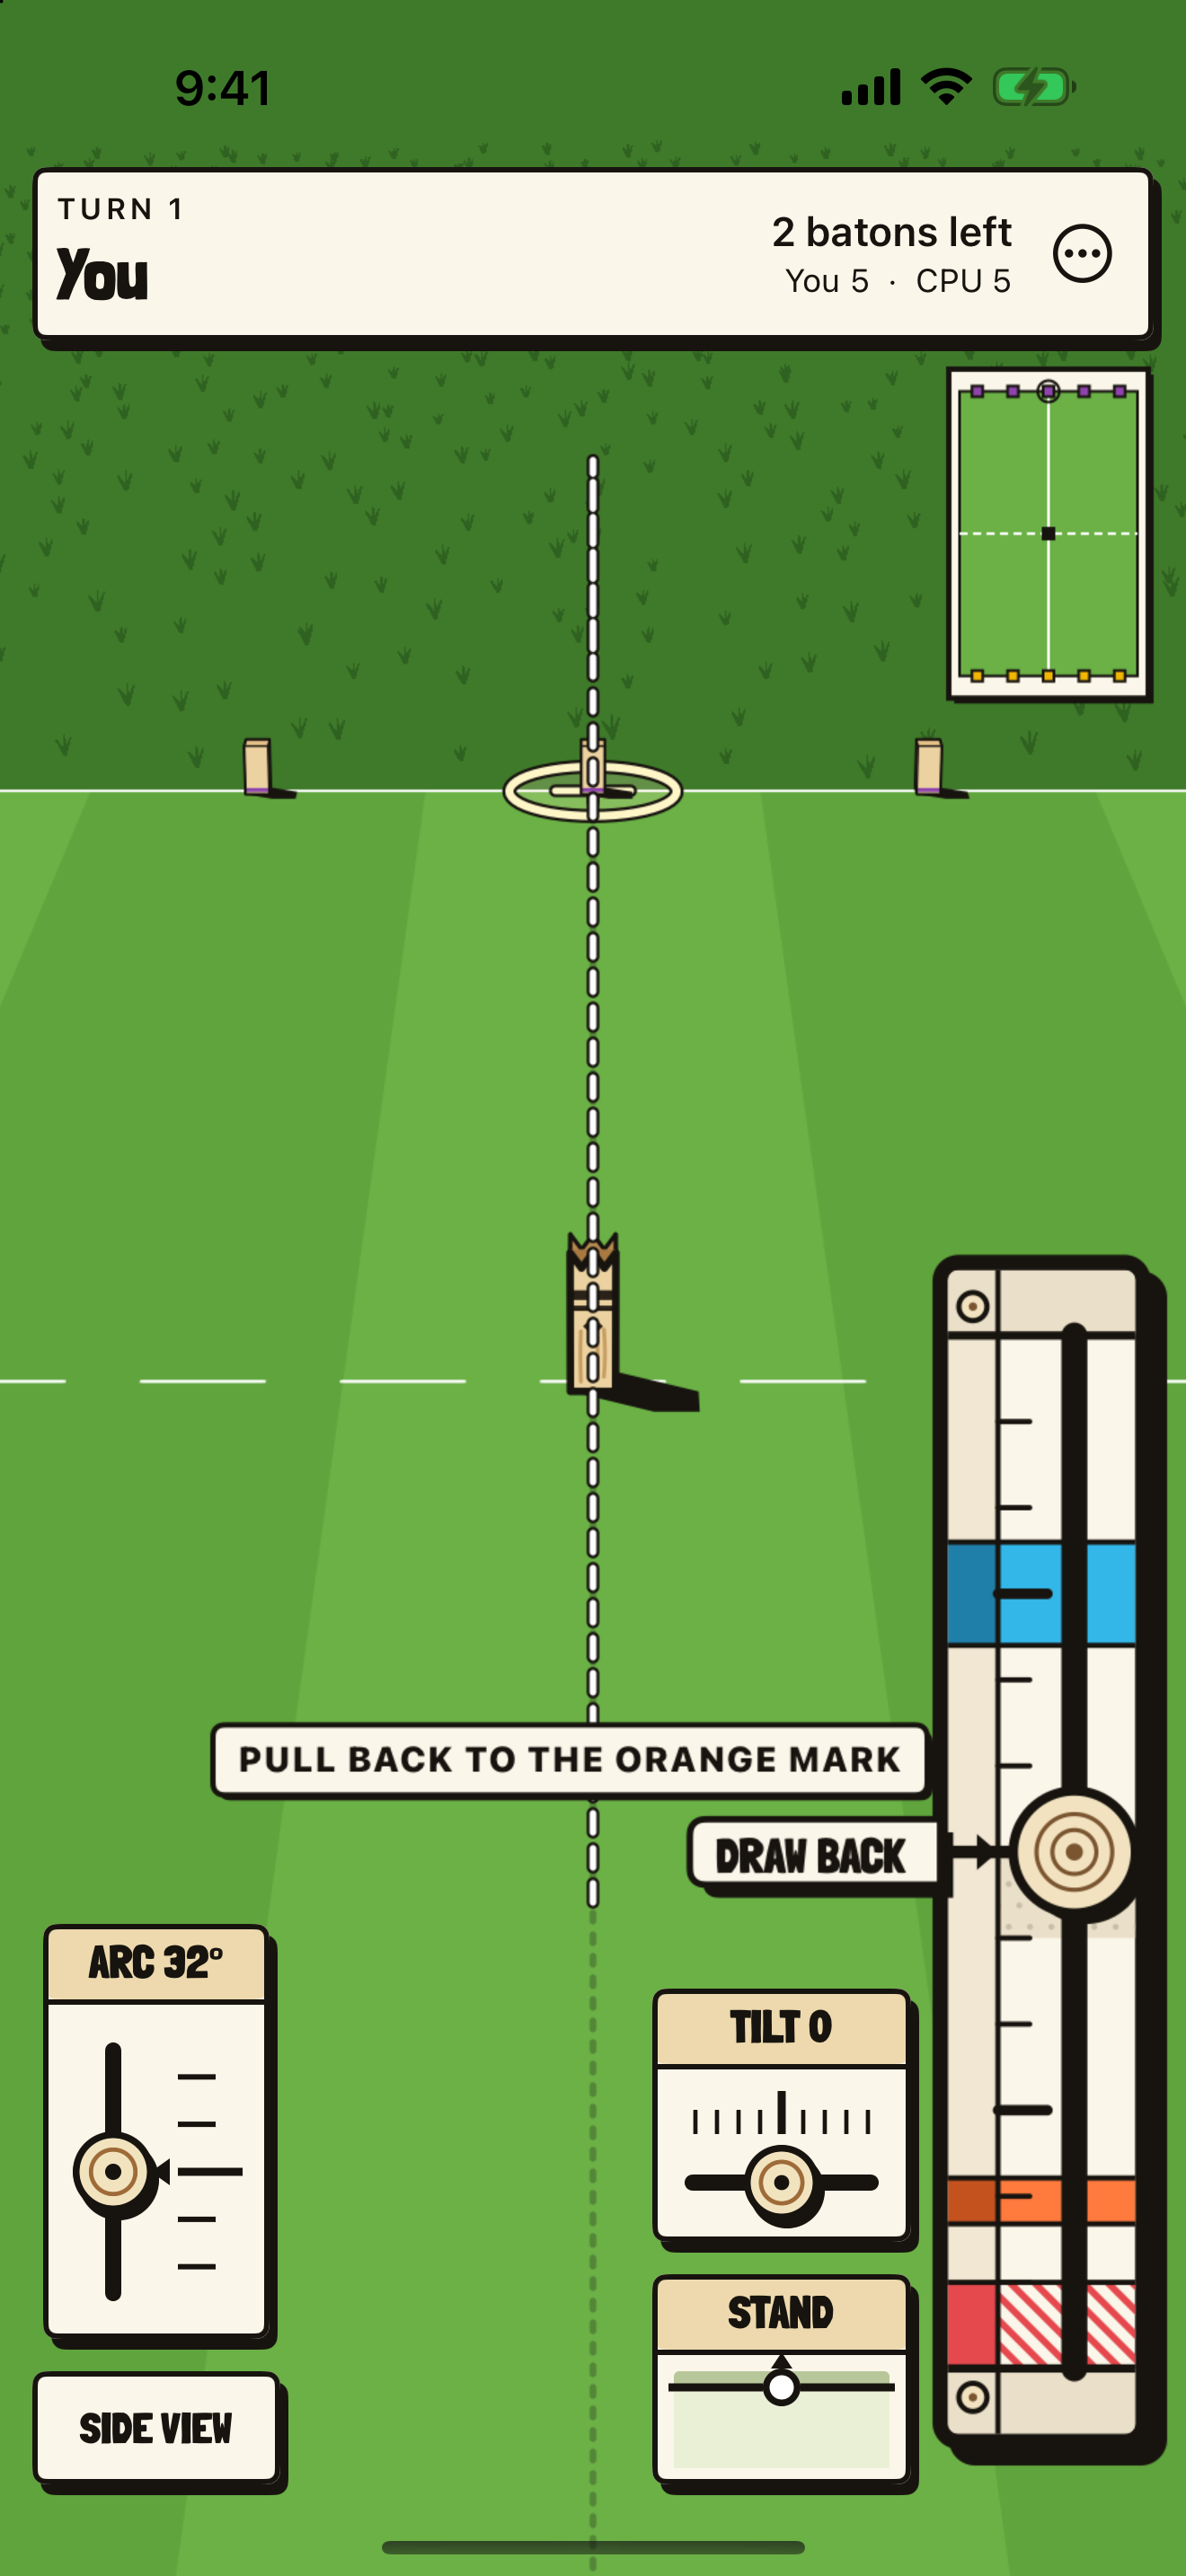 9:41
TURN 1
You
2 batons left
You 5 · CPU 5
PULL BACK TO THE ORANGE MARK
DRAW BACK
ARC 32°
TILT 0
STAND
SIDE VIEW